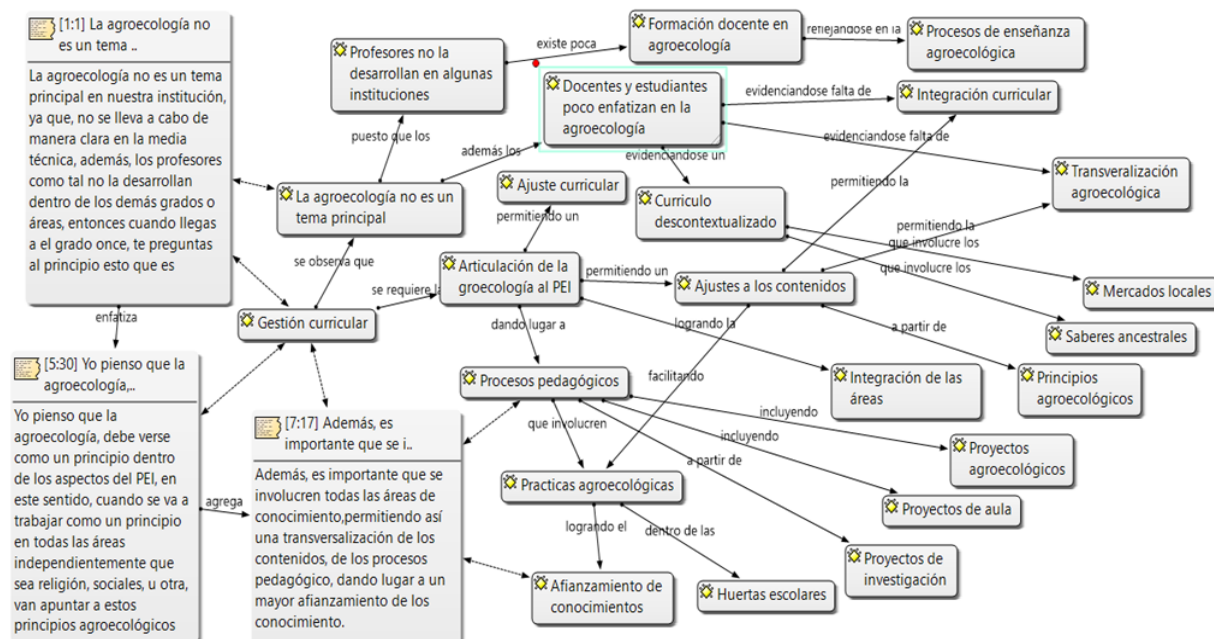 [1:1] La agroecología no
es un tema ..
La agroecología no es un tema
principal en nuestra institución,
ya que, no se lleva a cabo de
manera clara en la media
técnica, además, los profesores
como tal no la desarrollan
dentro de los demás grados o
áreas, entonces cuando llegas
a el grado once, te preguntas
al principio esto que es
enfatiza
[5:30] Yo pienso que la
agroecología,..
Yo pienso que la
agroecología, debe verse
como un principio dentro
de los aspectos del PEI, en
este sentido, cuando se va a
trabajar como un principio
en todas las áreas
independientemente que
sea religión, sociales, u otra,
van apuntar a estos
principios agroecológicos
agrega
[7:17] Además, es
importante que se i..
Además, es importante que se
involucren todas las áreas de
conocimiento,permitiendo así
una transversalización de los
contenidos, de los procesos
pedagógico, dando lugar a un
mayor afianzamiento de los
conocimiento.
Gestión curricular
se observa que
La agroecología no es un
tema principal
puesto que los
Profesores no la
desarrollan en algunas
instituciones
existe poca
Formación docente en
agroecología
reflejandose en la
Procesos de enseñanza
agroecológica
además los
Docentes y estudiantes
poco enfatizan en la
agroecología
evidenciandose falta de
Integración curricular
evidenciandose falta de
Transveralización
agroecológica
evidenciandose un
Curriculo
descontextualizado
que involucre los
Mercados locales
que involucre los
Saberes ancestrales
se requiere la
Articulación de la
groecología al PEI
permitiendo un
Ajuste curricular
permitiendo un
Ajustes a los contenidos
permitiendo la
permitiendo la
a partir de
Principios
agroecológicos
logrando la
Integración de las
áreas
facilitando
dando lugar a
Procesos pedagógicos
que involucren
Practicas agroecológicas
logrando el
Afianzamiento de
conocimientos
dentro de las
Huertas escolares
a partir de
Proyectos de
investigación
incluyendo
Proyectos de aula
incluyendo
Proyectos
agroecológicos